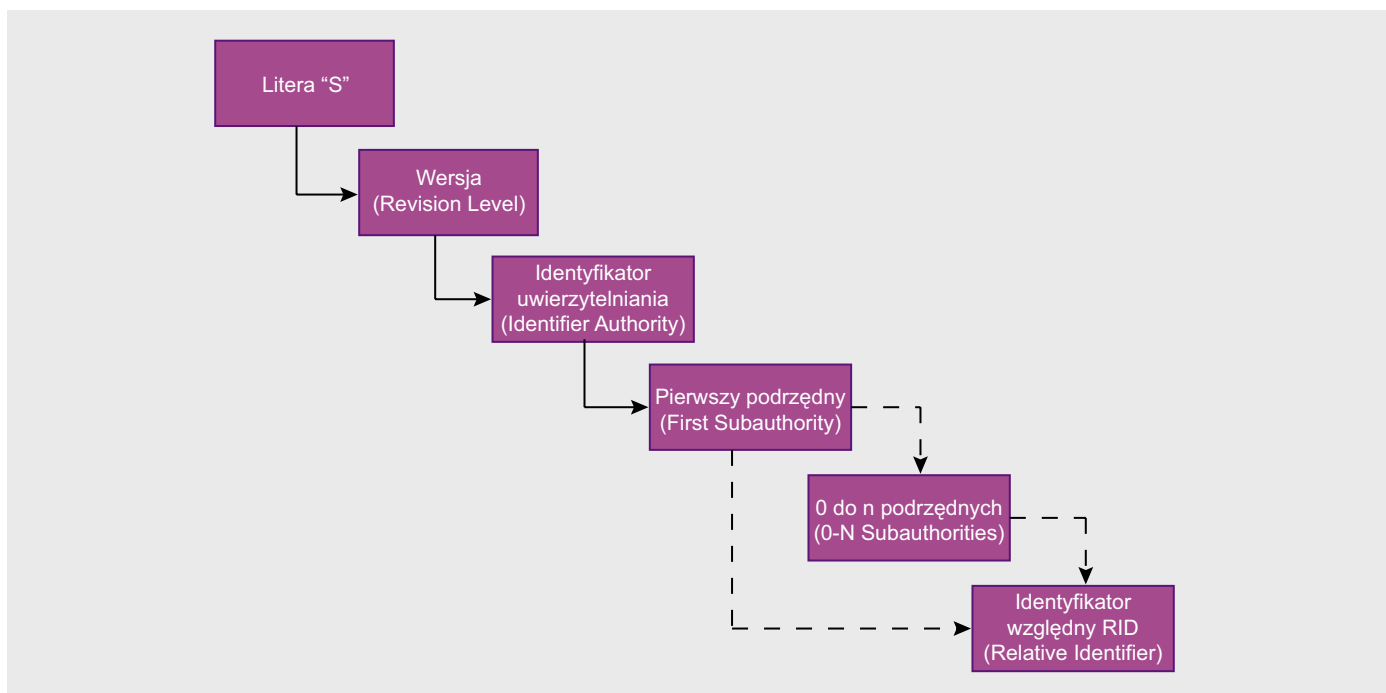 Litera “S”
Wersja
(Revision Level)
Identyfikator
uwierzytelniania
(Identifier Authority)
Pierwszy podrzędny
(First Subauthority)
0 do n podrzędnych
(0-N Subauthorities)
Identyfikator
względny RID
(Relative Identifier)